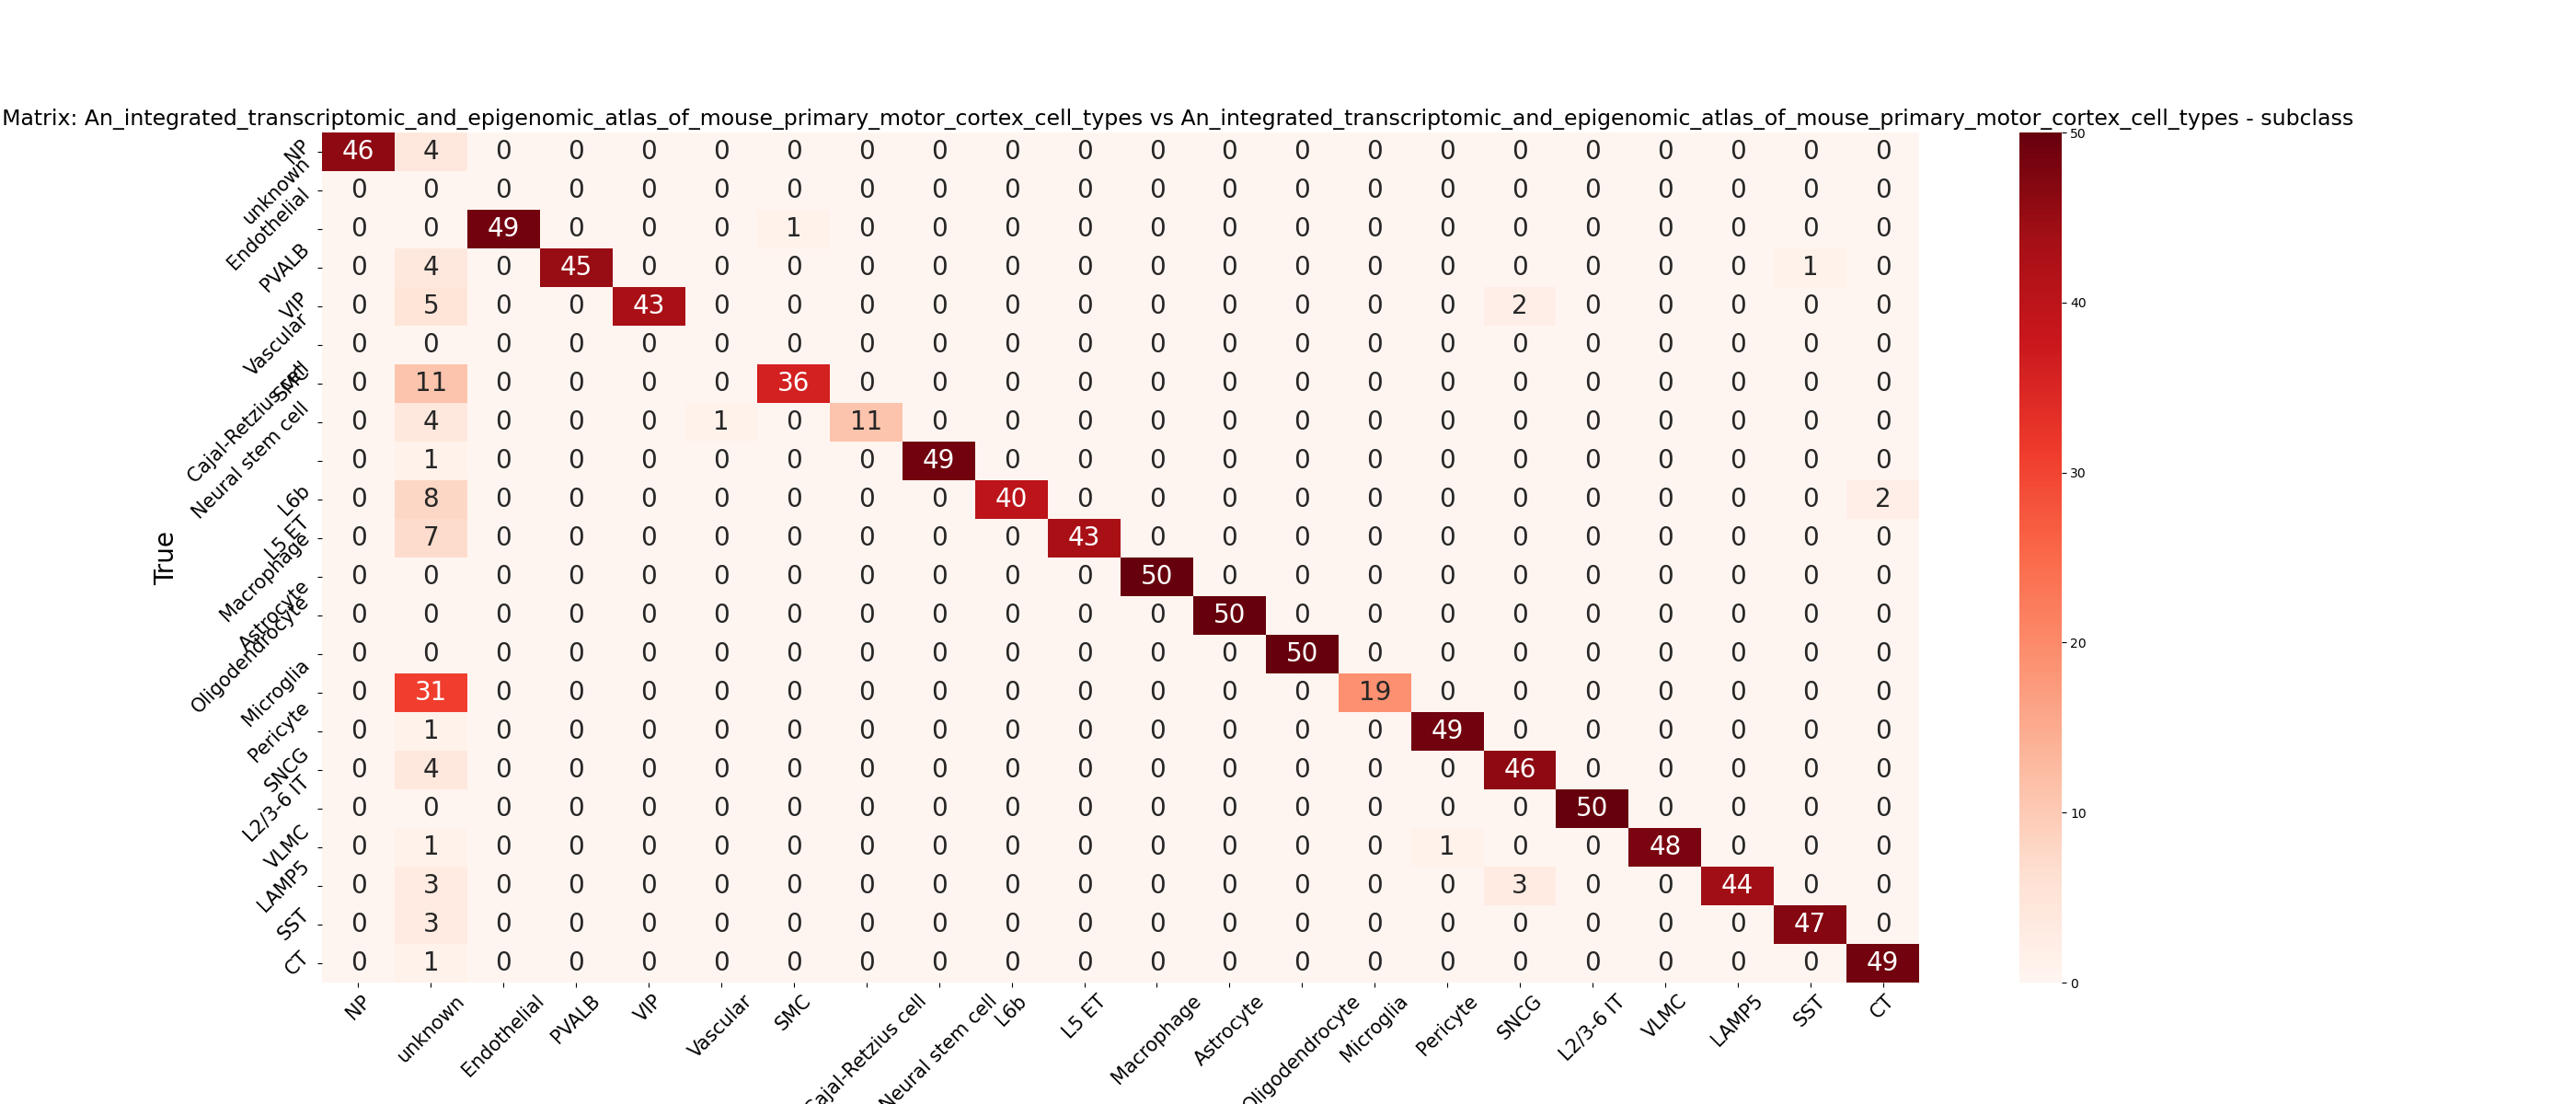 Matrix: An_integrated_transcriptomic_and_epigenomic_atlas_of_mouse_primary_motor_cortex_cell_types vs An_integrated_transcriptomic_and_epigenomic_atlas_of_mouse_primary_motor_cortex_cell_types - subclass
NP 46 4 0 0 0 0 0 0 0 0 0 0 0 0 0 0 0 0 0 0 0 0
unknown 0 0 0 0 0 0 0 0 0 0 0 0 0 0 0 0 0 0 0 0 0 0
Endothelial 0 0 49 0 0 0 1 0 0 0 0 0 0 0 0 0 0 0 0 0 0 0
PVALB 0 4 0 45 0 0 0 0 0 0 0 0 0 0 0 0 0 0 0 0 1 0
VIP 0 5 0 0 43 0 0 0 0 0 0 0 0 0 0 0 2 0 0 0 0 0
Vascular 0 0 0 0 0 0 0 0 0 0 0 0 0 0 0 0 0 0 0 0 0 0
SMC 0 11 0 0 0 0 36 0 0 0 0 0 0 0 0 0 0 0 0 0 0 0
Cajal-Retzius cell 0 4 0 0 0 1 0 11 0 0 0 0 0 0 0 0 0 0 0 0 0 0
Neural stem cell 0 1 0 0 0 0 0 0 49 0 0 0 0 0 0 0 0 0 0 0 0 0
L6b 0 8 0 0 0 0 0 0 0 40 0 0 0 0 0 0 0 0 0 0 0 2
L5 ET 0 7 0 0 0 0 0 0 0 0 43 0 0 0 0 0 0 0 0 0 0 0
Macrophage 0 0 0 0 0 0 0 0 0 0 0 50 0 0 0 0 0 0 0 0 0 0
Astrocyte 0 0 0 0 0 0 0 0 0 0 0 0 50 0 0 0 0 0 0 0 0 0
Oligodendrocyte 0 0 0 0 0 0 0 0 0 0 0 0 0 50 0 0 0 0 0 0 0 0
Microglia 0 31 0 0 0 0 0 0 0 0 0 0 0 0 19 0 0 0 0 0 0 0
Pericyte 0 1 0 0 0 0 0 0 0 0 0 0 0 0 0 49 0 0 0 0 0 0
SNCG 0 4 0 0 0 0 0 0 0 0 0 0 0 0 0 0 46 0 0 0 0 0
L2/3-6 IT 0 0 0 0 0 0 0 0 0 0 0 0 0 0 0 0 0 50 0 0 0 0
VLMC 0 1 0 0 0 0 0 0 0 0 0 0 0 0 0 1 0 0 48 0 0 0
LAMP5 0 3 0 0 0 0 0 0 0 0 0 0 0 0 0 0 3 0 0 44 0 0
SST 0 3 0 0 0 0 0 0 0 0 0 0 0 0 0 0 0 0 0 0 47 0
CT 0 1 0 0 0 0 0 0 0 0 0 0 0 0 0 0 0 0 0 0 0 49
True
NP unknown Endothelial PVALB VIP Vascular SMC Cajal-Retzius cell Neural stem cell L6b L5 ET Macrophage Astrocyte Oligodendrocyte Microglia Pericyte SNCG L2/3-6 IT VLMC LAMP5 SST CT
50
40
30
20
10
0